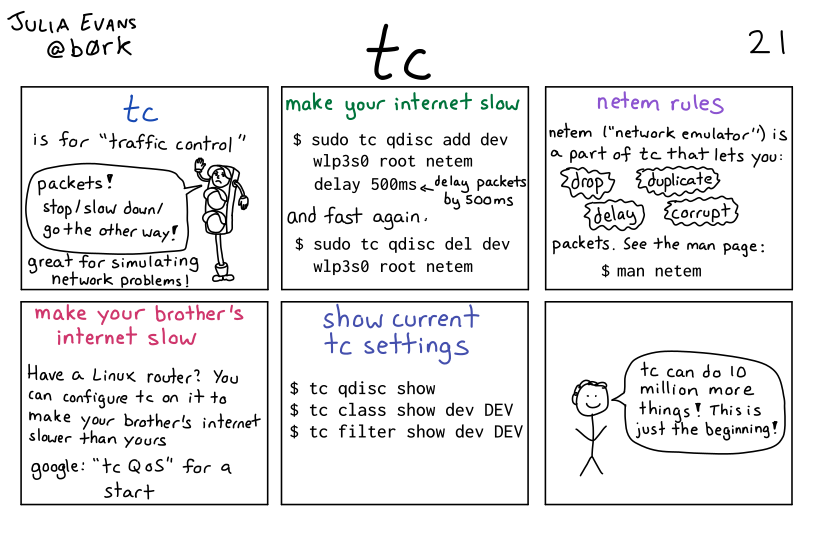 JULIA EVANS
@bØrk
tc
21
tc
is for "traffic control"
packets!
stop/slow down/
go the other way!
great for simulating
network problems!
make your internet slow
$ sudo tc qdisc add dev
wlp3s0 root netem
delay 500ms ← delay packets
by 500ms
and fast again.
$ sudo tc qdisc del dev
wlp3s0 root netem
netem rules
netem ("network emulator") is
a part of tc that lets you:
drop duplicate
delay corrupt
packets. See the man page:
$ man netem
make your brother's
internet slow
Have a Linux router? You
can configure tc on it to
make your brother's internet
slower than yours
google: "tc QoS" for a
start
show current
tc settings
$ tc qdisc show
$ tc class show dev DEV
$ tc filter show dev DEV
tc can do 10
million more
things! This is
just the beginning!